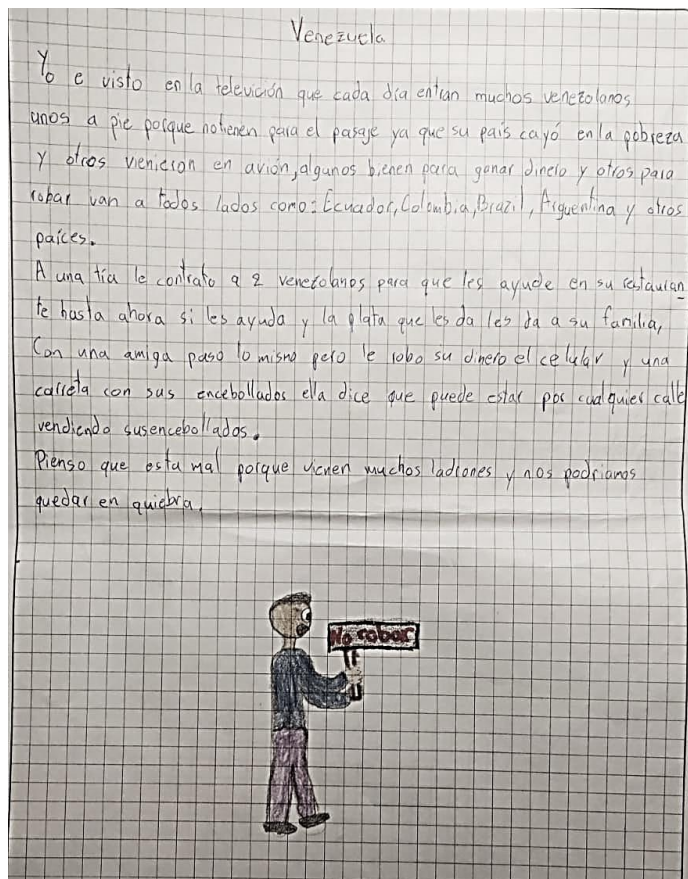 Venezuela
Yo e visto en la televición que cada día entran muchos venezolanos
unos a pie porque notienen para el pasaje ya que su pais cayó en la pobreza
y otros vienieron en avión, algunos bienen para ganar dinero y otros para
robar van a todos lados como: Ecuador, Colombia, Brazil, Arguentina y otros
paíces.
A una tía le contrato a 2 venezolanos para que les ayude en su restauran
te hasta ahora si les ayuda y la plata que les da les da a su familia,
Con una amiga paso lo mismo pero le robo su dinero el celular y una
carreta con sus encebollados ella dice que puede estar por cualquier calle
vendiendo susencebollados.
Pienso que esta mal porque vienen muchos ladrones y nos podriamos
quedar en quiebra.
No robar